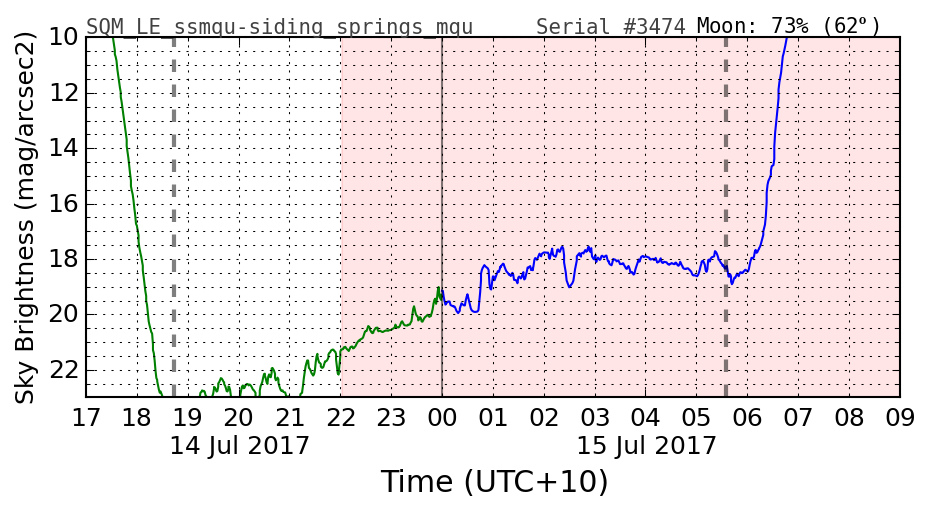 SQM_LE_ssmqu-siding_springs_mqu Serial #3474 Moon: 73% (62°)
Sky Brightness (mag/arcsec2)
10
12
14
16
18
20
22
17 18 19 20 21 22 23 00 01 02 03 04 05 06 07 08 09
14 Jul 2017 15 Jul 2017
Time (UTC+10)